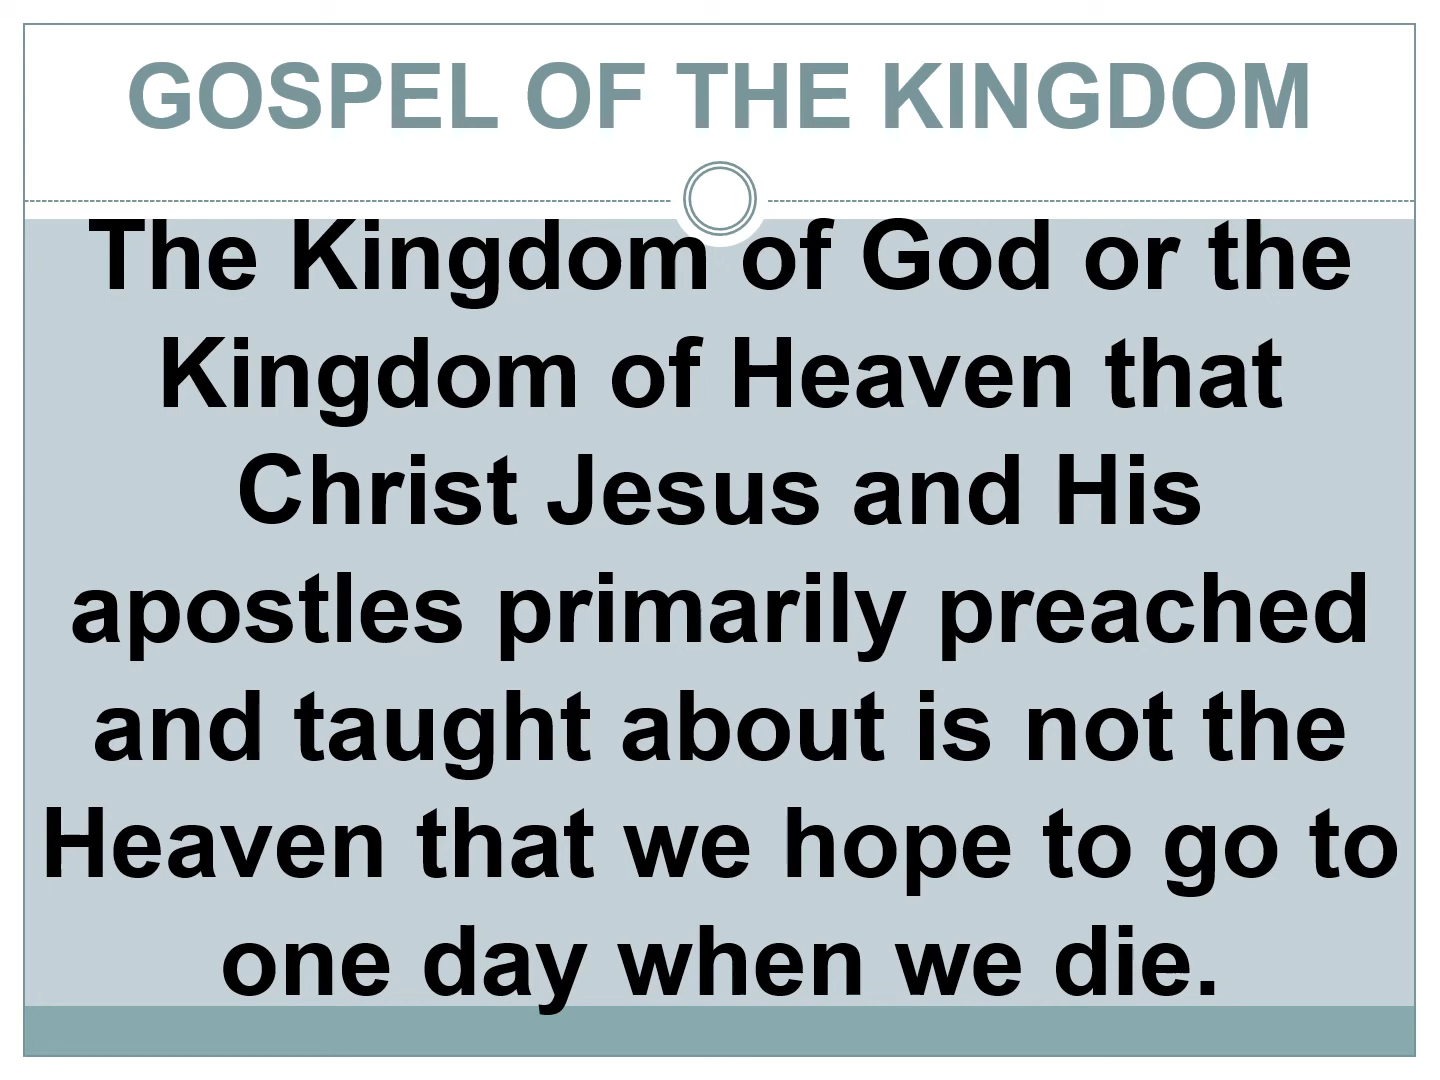 GOSPEL OF THE KINGDOM
The Kingdom of God or the
Kingdom of Heaven that
Christ Jesus and His
apostles primarily preached
and taught about is not the
Heaven that we hope to go to
one day when we die.